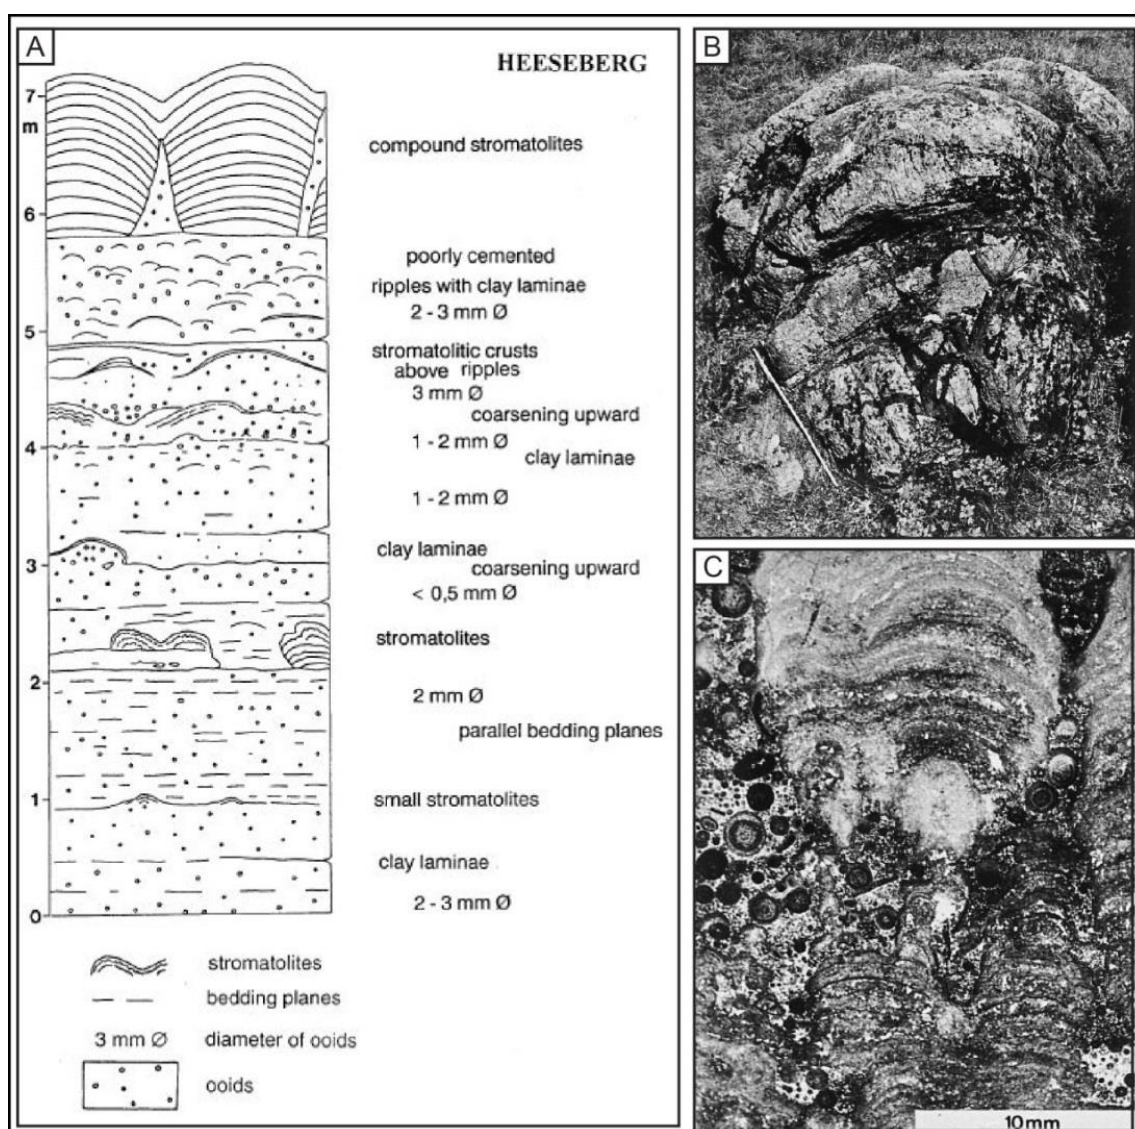 A
HEESEBERG
7
m
compound stromatolites
6
poorly cemented
ripples with clay laminae
2 - 3 mm Ø
5
stromatolitic crusts
above ripples
3 mm Ø
coarsening upward
1 - 2 mm Ø
4
clay laminae
1 - 2 mm Ø
clay laminae
3
coarsening upward
< 0,5 mm Ø
stromatolites
2
2 mm Ø
parallel bedding planes
1
small stromatolites
clay laminae
0
2-3 mm Ø
stromatolites
bedding planes
3 mm Ø
diameter of ooids
ooids
B
C
10mm